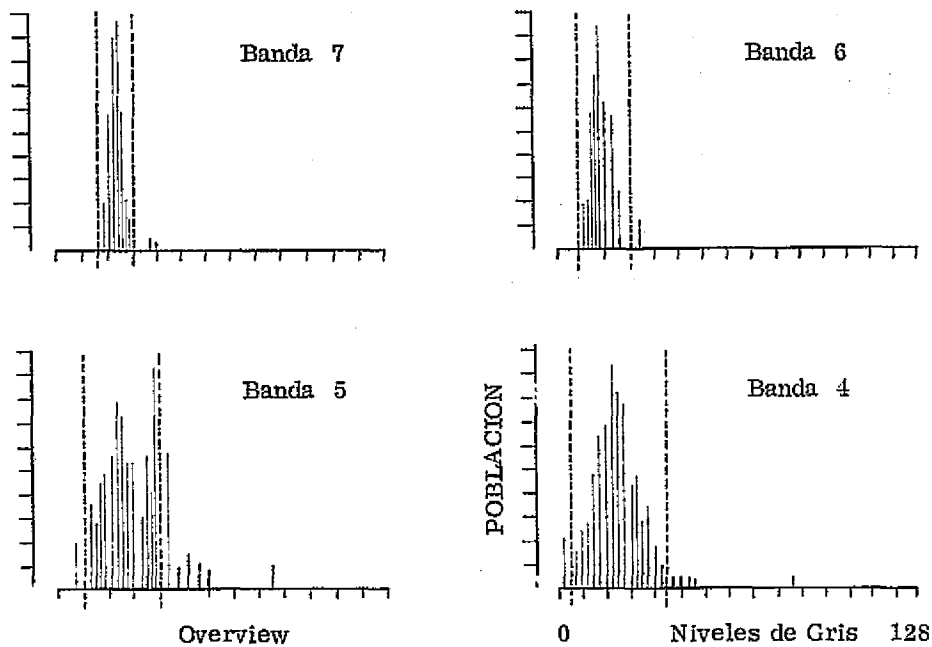 Banda 7
Banda 6
Banda 5
Banda 4
POBLACION
Overview
0 Niveles de Gris 128